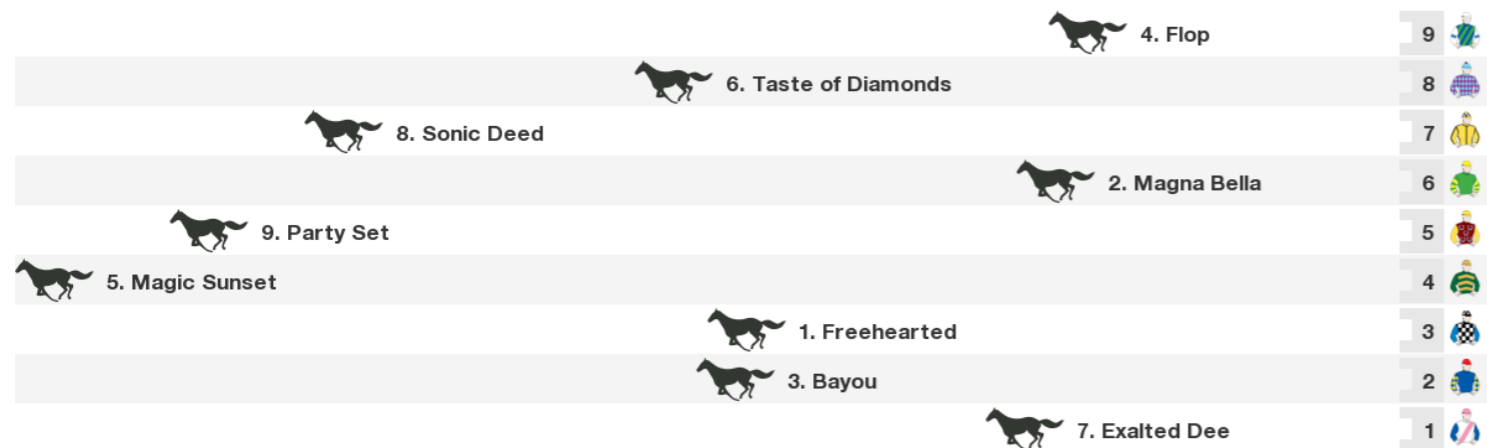 4. Flop 9
6. Taste of Diamonds 8
8. Sonic Deed 7
2. Magna Bella 6
9. Party Set 5
5. Magic Sunset 4
1. Freehearted 3
3. Bayou 2
7. Exalted Dee 1